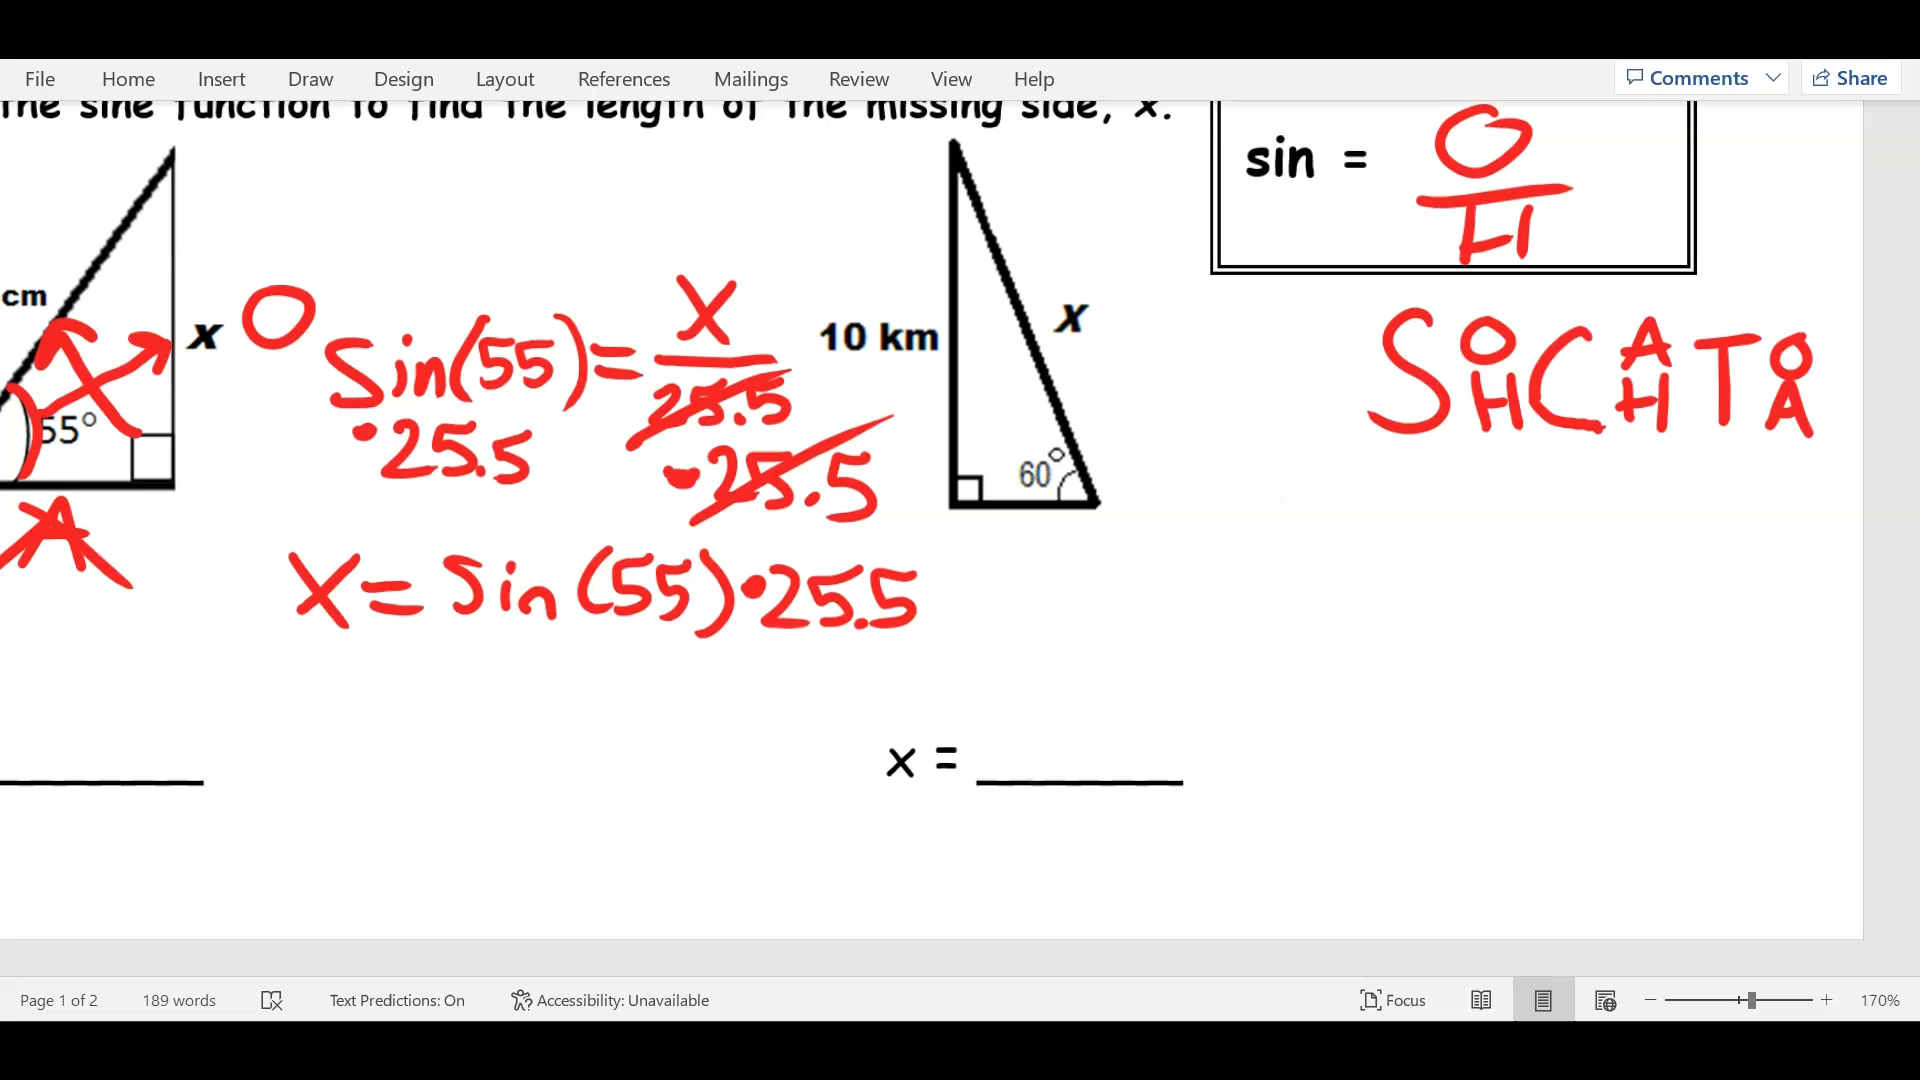 File Home Insert Draw Design Layout References Mailings Review View Help Comments Share
the sine function to find the length of the missing side, x.
sin = O
H
cm
x O
Sin(55) = X
25.5
•25.5
•25.5
55°
A
X = Sin(55)•25.5
10 km
x
60°
S O H C A H T O A
x = ________
Page 1 of 2 189 words Text Predictions: On Accessibility: Unavailable Focus 170%